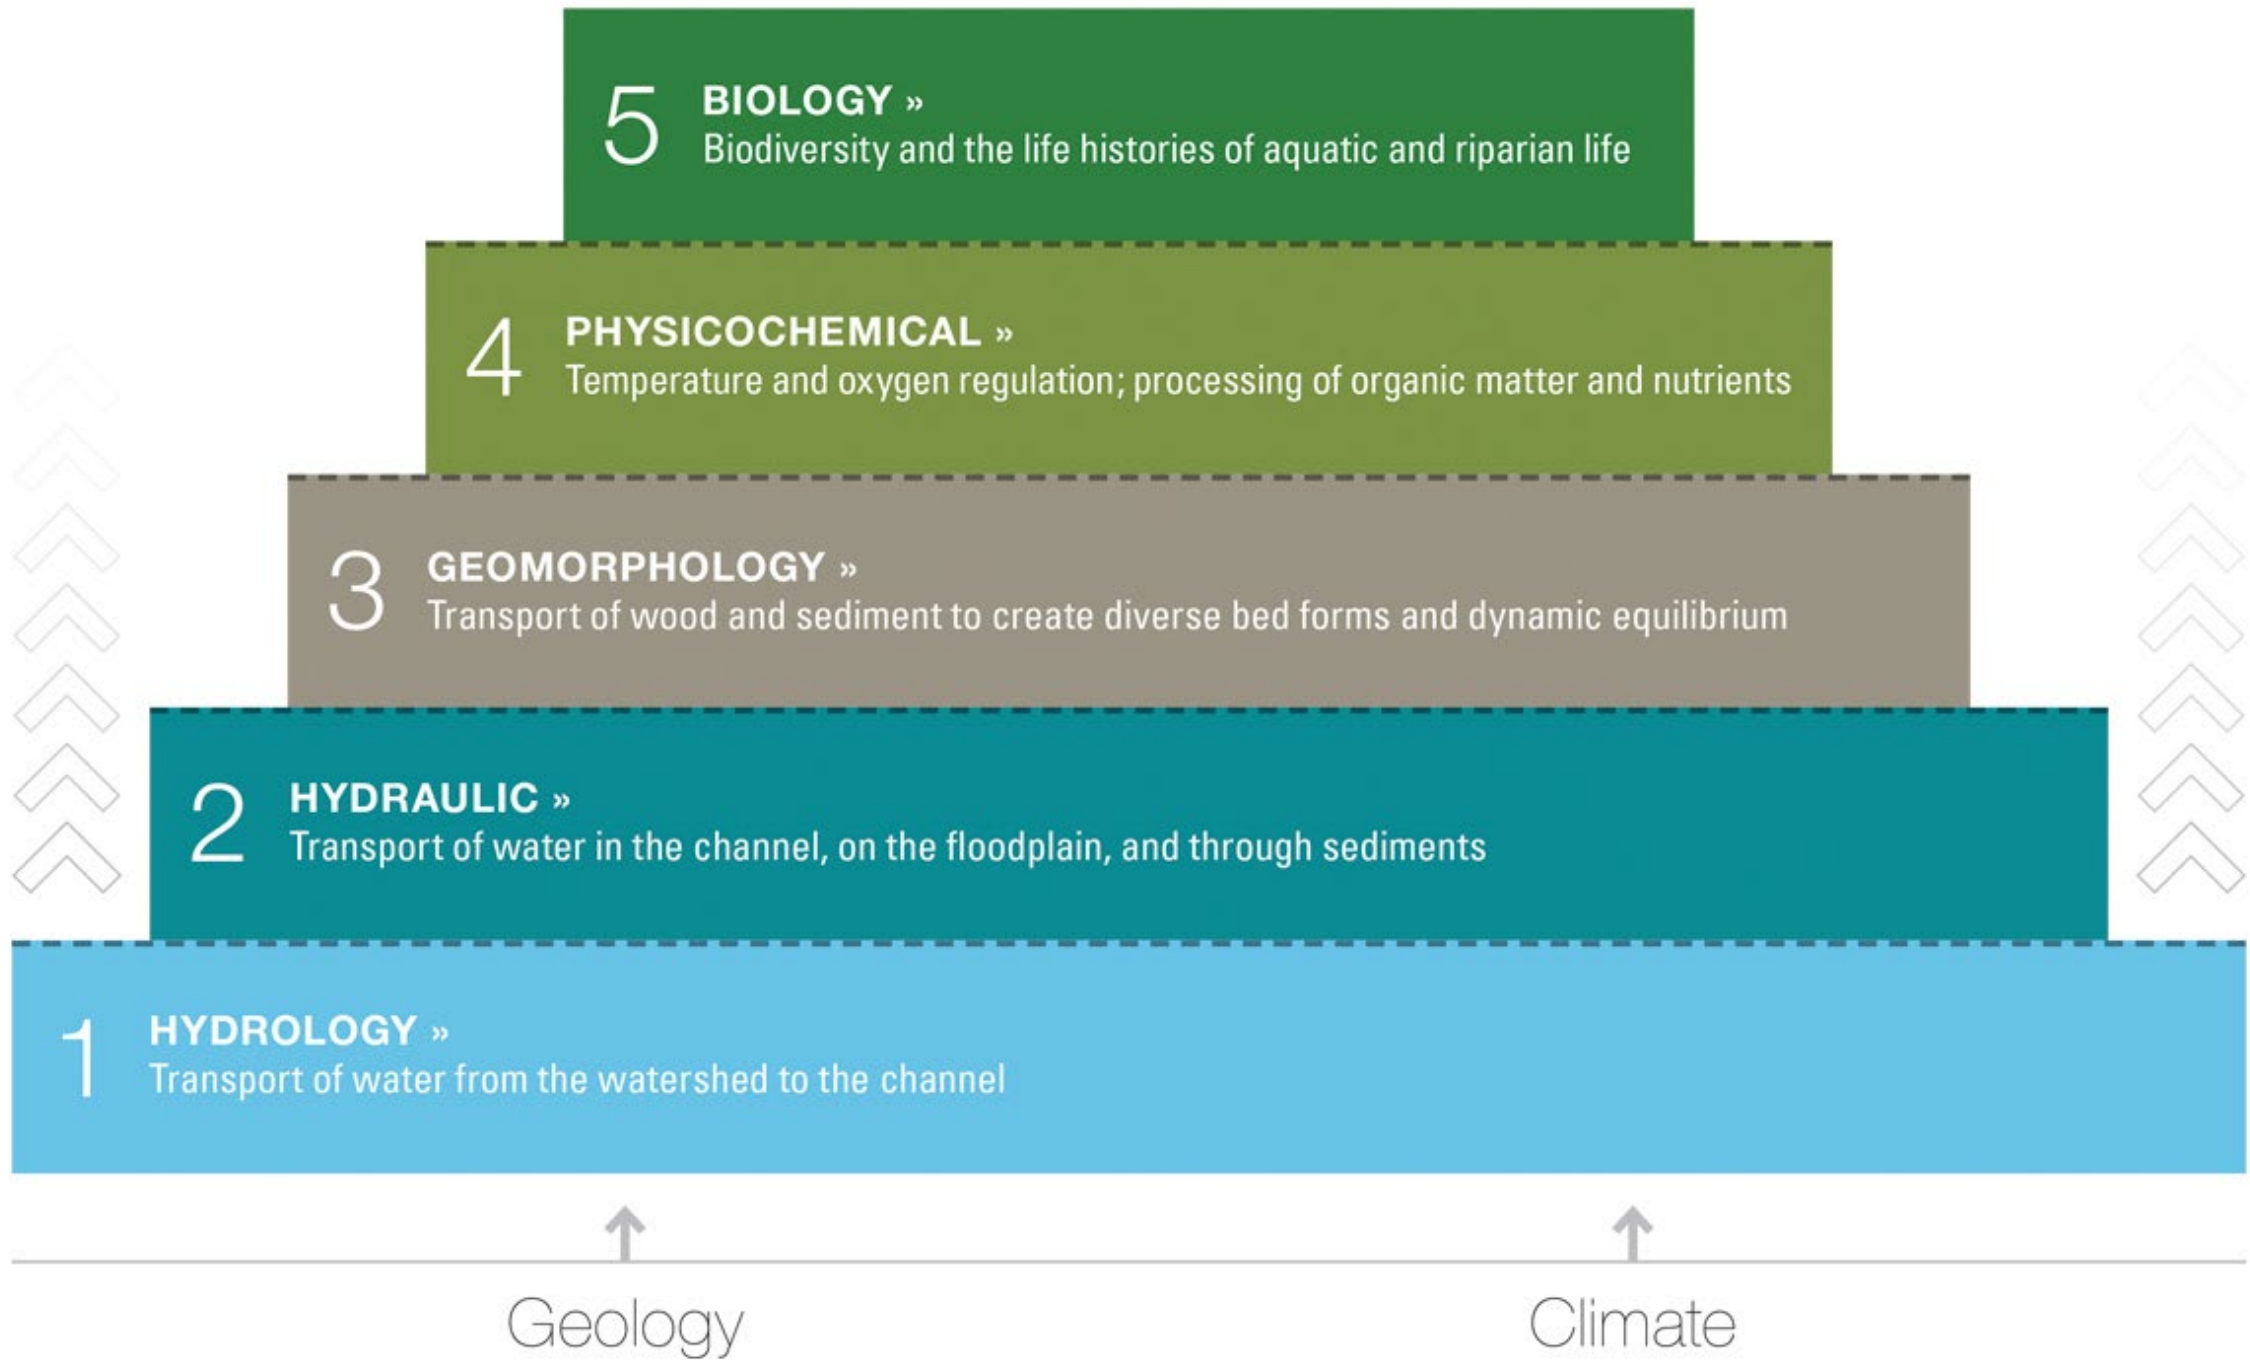 5
BIOLOGY »
Biodiversity and the life histories of aquatic and riparian life
4
PHYSICOCHEMICAL »
Temperature and oxygen regulation; processing of organic matter and nutrients
3
GEOMORPHOLOGY »
Transport of wood and sediment to create diverse bed forms and dynamic equilibrium
2
HYDRAULIC »
Transport of water in the channel, on the floodplain, and through sediments
1
HYDROLOGY »
Transport of water from the watershed to the channel
Geology
Climate